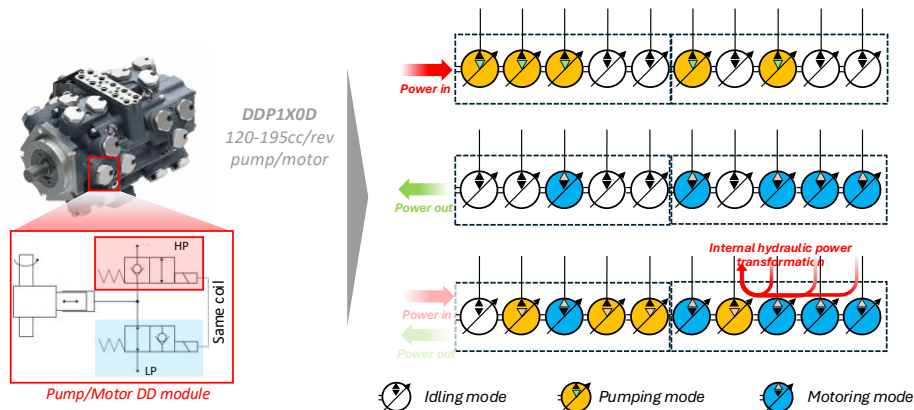 DDP1X0D
120-195cc/rev
pump/motor
Power in
Power out
Internal hydraulic power
transformation
Power in
Power out
HP
Same coil
LP
Pump/Motor DD module
Idling mode
Pumping mode
Motoring mode